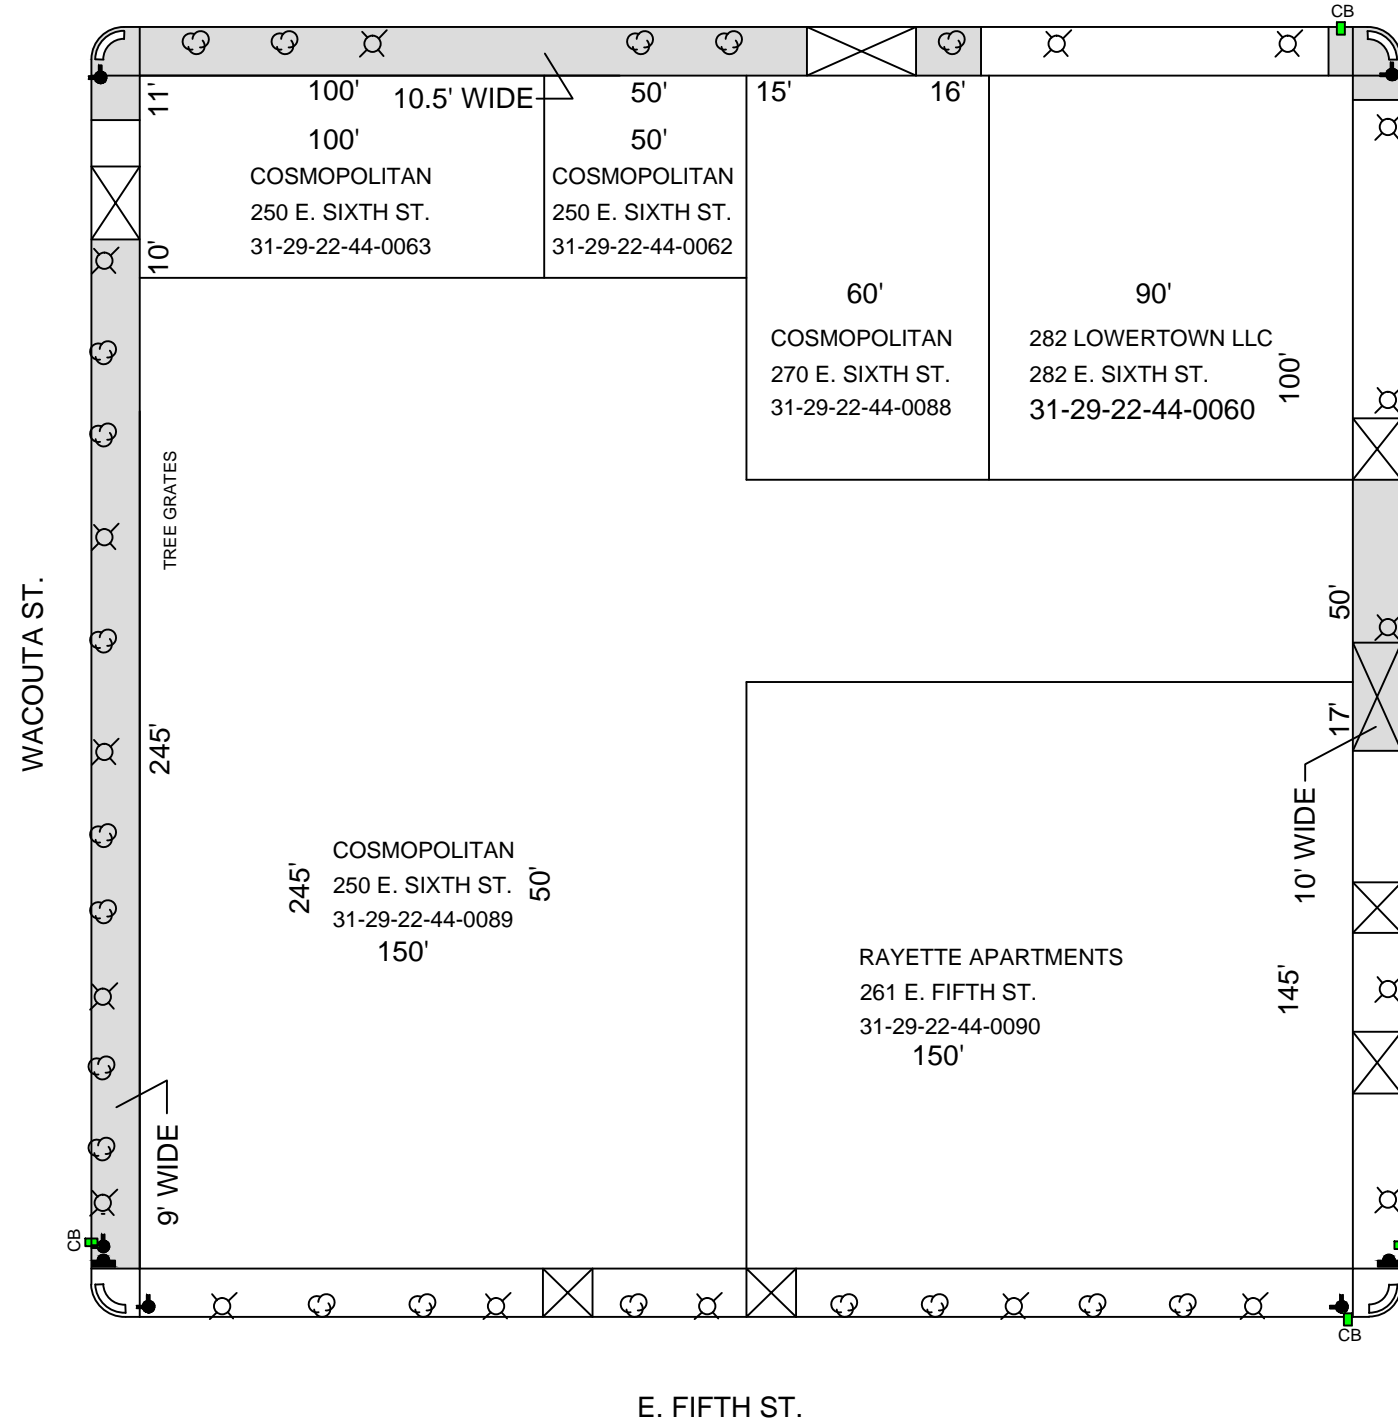 CB
11'
100'
10.5' WIDE
50'
15'
16'
100'
50'
COSMOPOLITAN
250 E. SIXTH ST.
31-29-22-44-0063
COSMOPOLITAN
250 E. SIXTH ST.
31-29-22-44-0062
10'
60'
COSMOPOLITAN
270 E. SIXTH ST.
31-29-22-44-0088
90'
282 LOWERTOWN LLC
282 E. SIXTH ST.
31-29-22-44-0060
100'
TREE GRATES
WACOUTA ST.
245'
50'
17'
10' WIDE
COSMOPOLITAN
250 E. SIXTH ST.
31-29-22-44-0089
150'
245'
50'
RAYETTE APARTMENTS
261 E. FIFTH ST.
31-29-22-44-0090
150'
145'
9' WIDE
CB
CB
E. FIFTH ST.